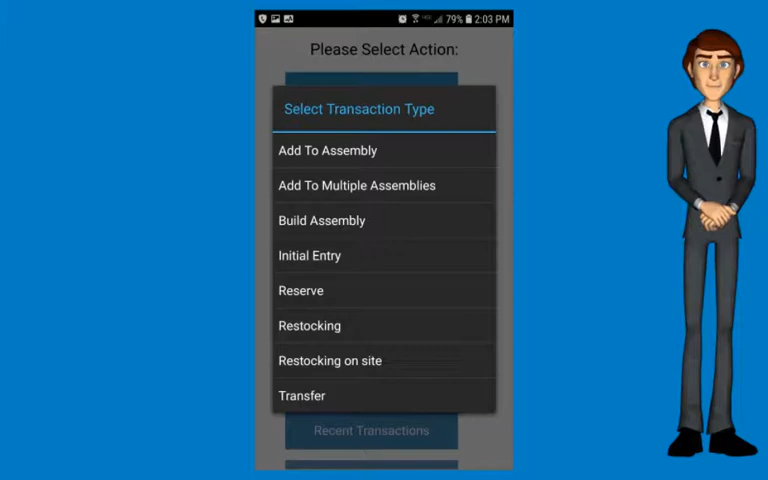 79% 2:03 PM
Please Select Action:
Select Transaction Type
Add To Assembly
Add To Multiple Assemblies
Build Assembly
Initial Entry
Reserve
Restocking
Restocking on site
Transfer
Recent Transactions